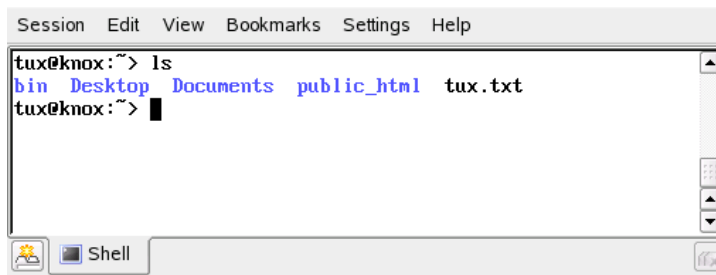 Session Edit View Bookmarks Settings Help
tux@knox:~> ls
bin Desktop Documents public_html tux.txt
tux@knox:~>
Shell